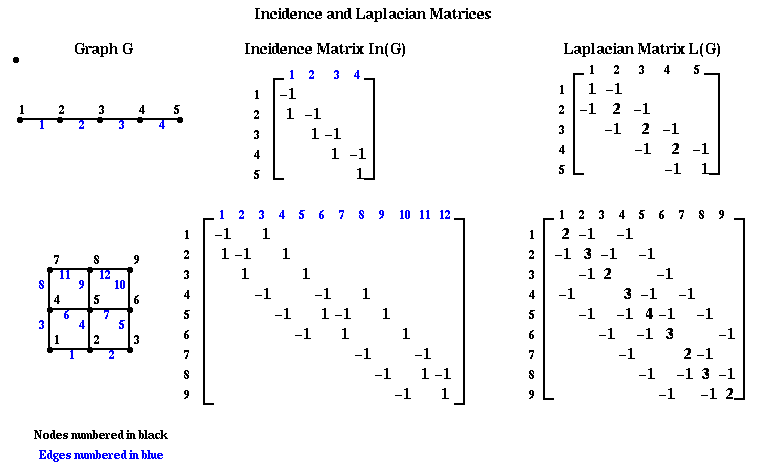 Incidence and Laplacian Matrices
Graph G
Incidence Matrix In(G)
Laplacian Matrix L(G)
1 2 3 4 5
1 2 3 4
1 2 3 4
1 -1
2 1 -1
3 1 -1
4 1 -1
5 1
1 2 3 4 5
1 1 -1
2 -1 2 -1
3 -1 2 -1
4 -1 2 -1
5 -1 1
7 8 9
11 12
8 9 10
4 5 6
6 7
3 4 5
1 2 3
1 2
1 2 3 4 5 6 7 8 9 10 11 12
1 -1 1
2 1 -1 1
3 1 1
4 -1 -1 1
5 -1 1 -1 1
6 -1 1 1
7 -1 -1
8 -1 1 -1
9 -1 1
1 2 3 4 5 6 7 8 9
1 2 -1 -1
2 -1 3 -1 -1
3 -1 2 -1
4 -1 3 -1 -1
5 -1 -1 4 -1 -1
6 -1 -1 3 -1
7 -1 2 -1
8 -1 -1 3 -1
9 -1 -1 2
Nodes numbered in black
Edges numbered in blue